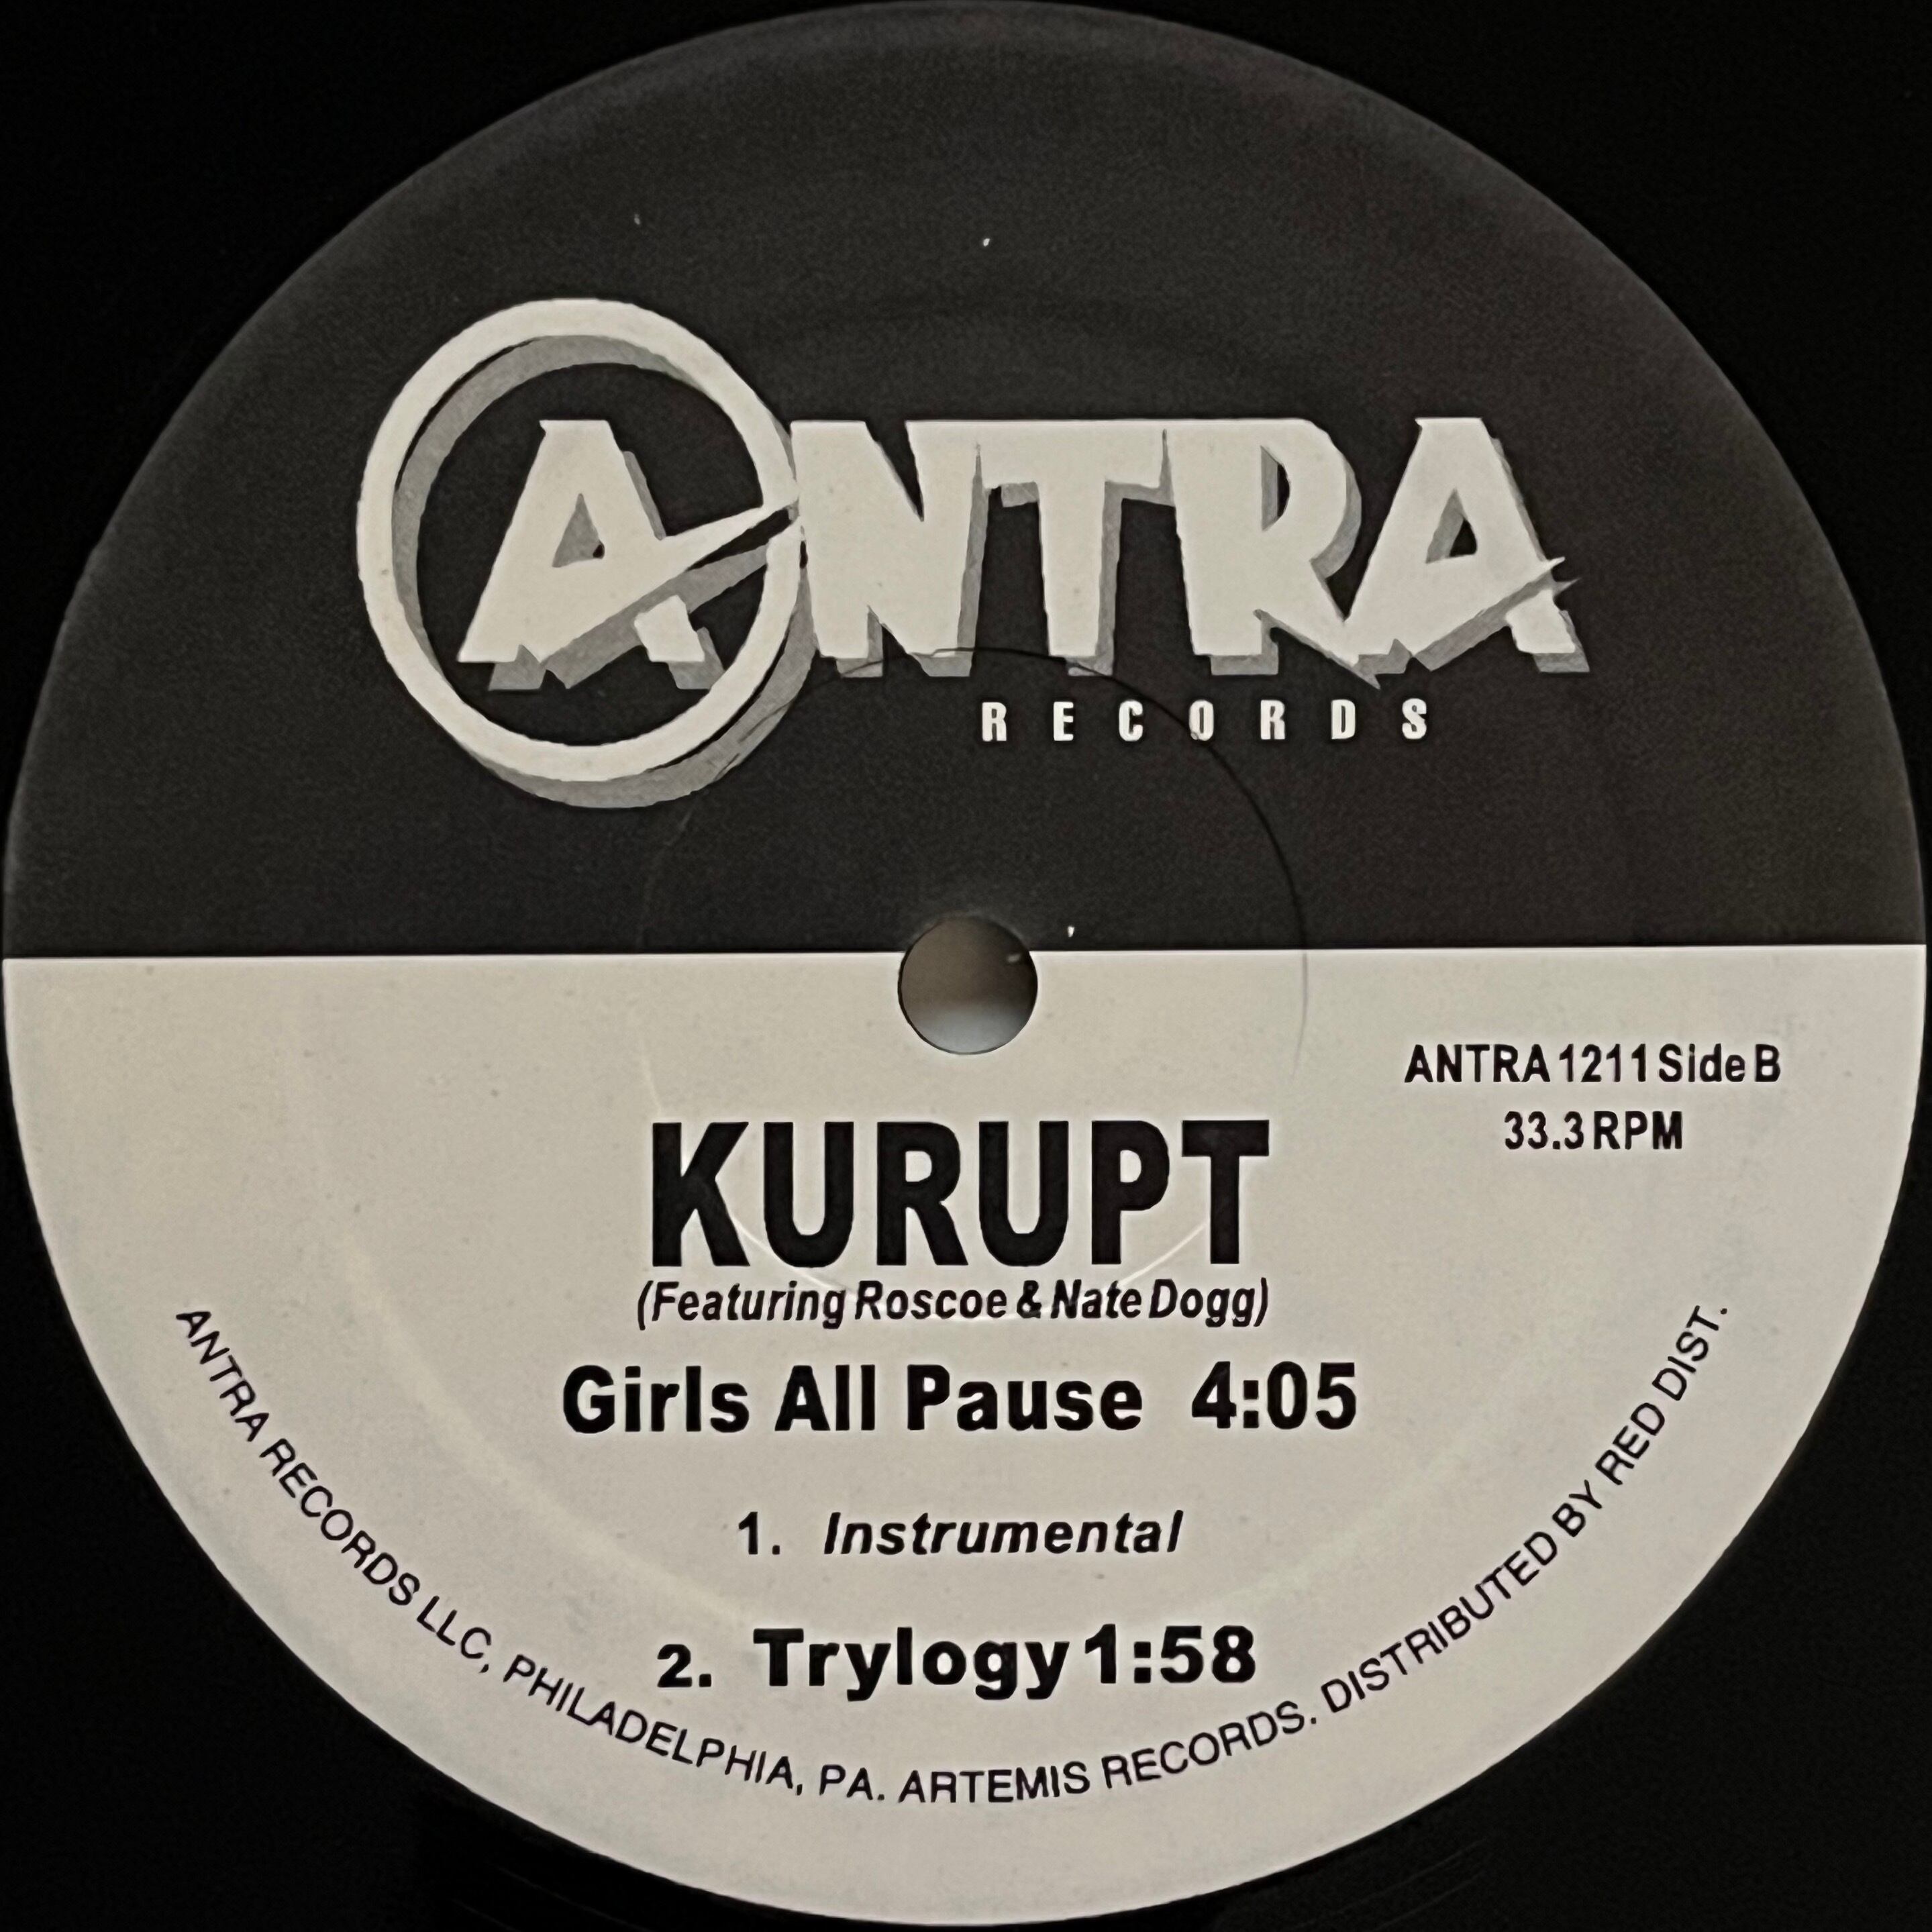 ANTRA
RECORDS
ANTRA 1211 Side B
33.3 RPM
KURUPT
(Featuring Roscoe & Nate Dogg)
Girls All Pause 4:05
1. Instrumental
2. Trylogy 1:58
ANTRA RECORDS LLC, PHILADELPHIA, PA. ARTEMIS RECORDS. DISTRIBUTED BY RED DIST.